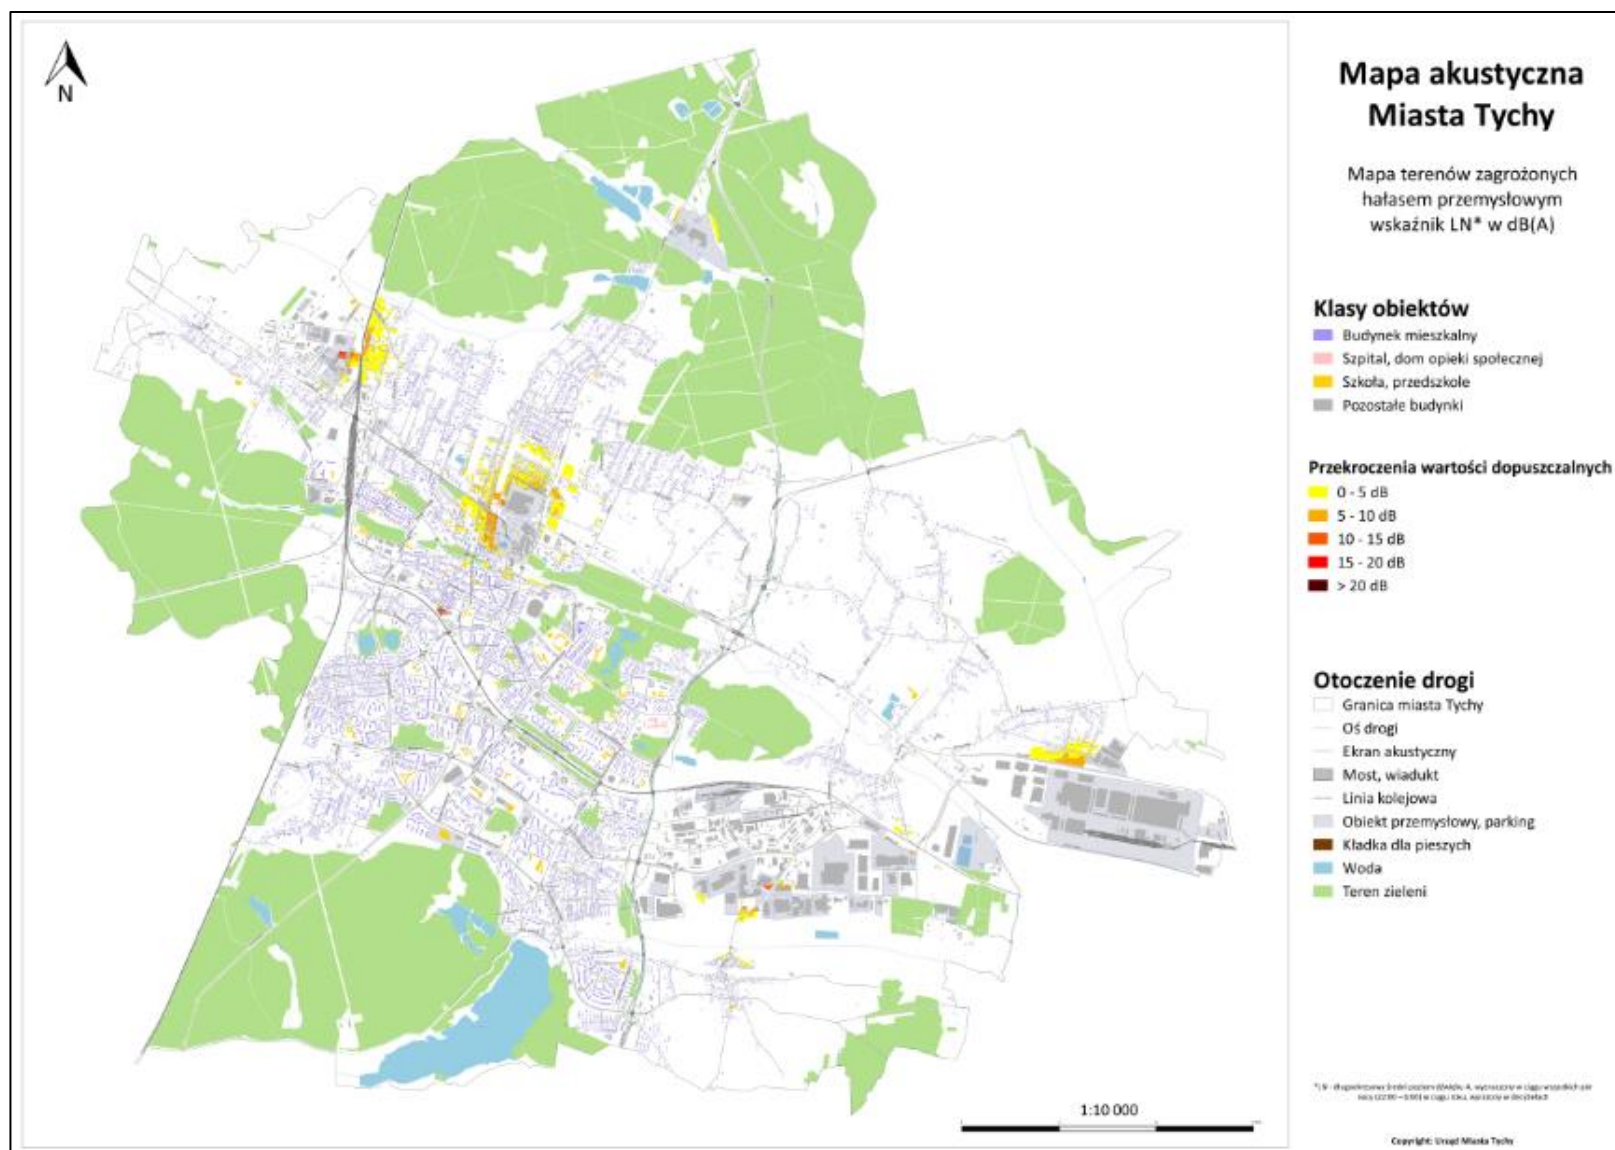 N
Mapa akustyczna
Miasta Tychy
Mapa terenów zagrożonych
hałasem przemysłowym
wskaźnik LN* w dB(A)
Klasy obiektów
Budynek mieszkalny
Szpital, dom opieki społecznej
Szkoła, przedszkole
Pozostałe budynki
Przekroczenia wartości dopuszczalnych
0 - 5 dB
5 - 10 dB
10 - 15 dB
15 - 20 dB
> 20 dB
Otoczenie drogi
Granica miasta Tychy
Oś drogi
Ekran akustyczny
Most, wiadukt
Linia kolejowa
Obiekt przemysłowy, parking
Kładka dla pieszych
Woda
Teren zieleni
1:10 000
Copyright: Urząd Miasta Tychy